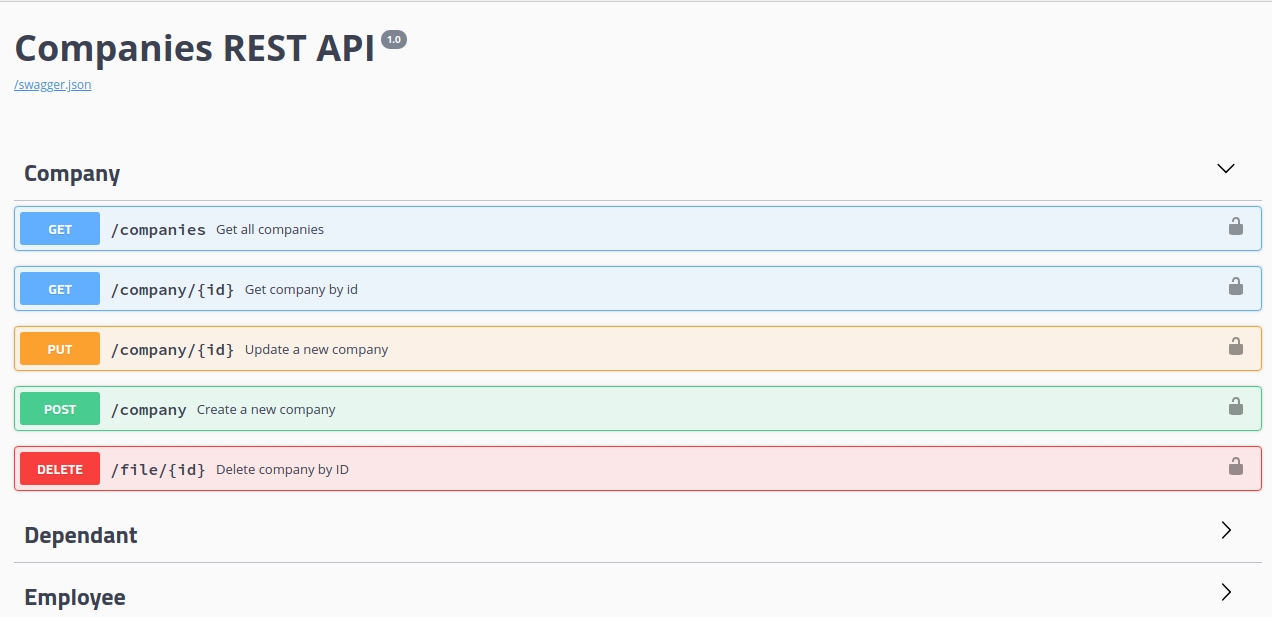 Companies REST API 1.0
/swagger.json
Company
GET /companies Get all companies
GET /company/{id} Get company by id
PUT /company/{id} Update a new company
POST /company Create a new company
DELETE /file/{id} Delete company by ID
Dependant
Employee